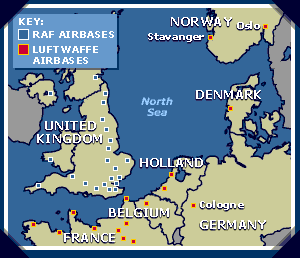 KEY:
RAF AIRBASES
LUFTWAFFE
AIRBASES
NORWAY
Oslo
Stavanger
North
Sea
DENMARK
UNITED
KINGDOM
HOLLAND
BELGIUM
Cologne
GERMANY
FRANCE